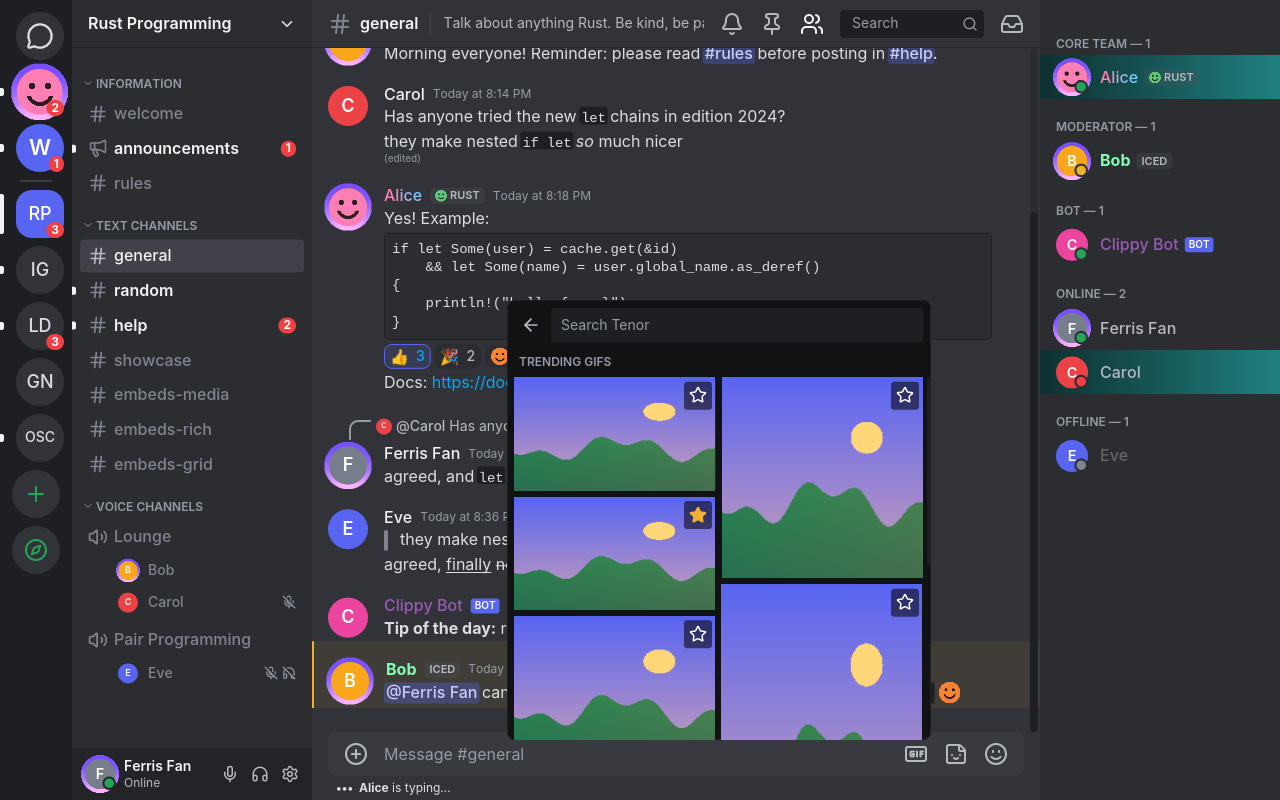 Rust Programming
general
Talk about anything Rust. Be kind, be pa
Search
2
W
1
RP
3
IG
LD
3
GN
OSC
INFORMATION
welcome
announcements
1
rules
TEXT CHANNELS
general
random
help
2
showcase
embeds-media
embeds-rich
embeds-grid
VOICE CHANNELS
Lounge
B Bob
C Carol
Pair Programming
E Eve
F Ferris Fan
Online
Morning everyone! Reminder: please read #rules before posting in #help.
C Carol Today at 8:14 PM
Has anyone tried the new let chains in edition 2024?
they make nested if let so much nicer
(edited)
Alice RUST Today at 8:18 PM
Yes! Example:
if let Some(user) = cache.get(&id)
&& let Some(name) = user.global_name.as_deref()
{
}
👍 3 🎉 2
Docs: https://doc
C @Carol Has anyo
F Ferris Fan Today
agreed, and let
E Eve Today at 8:36 P
they make nes
agreed, finally
C Clippy Bot BOT
Tip of the day:
B Bob ICED Today
@Ferris Fan can
Search Tenor
TRENDING GIFS
Message #general
GIF
Alice is typing...
CORE TEAM — 1
Alice RUST
MODERATOR — 1
B Bob ICED
BOT — 1
C Clippy Bot BOT
ONLINE — 2
F Ferris Fan
C Carol
OFFLINE — 1
E Eve